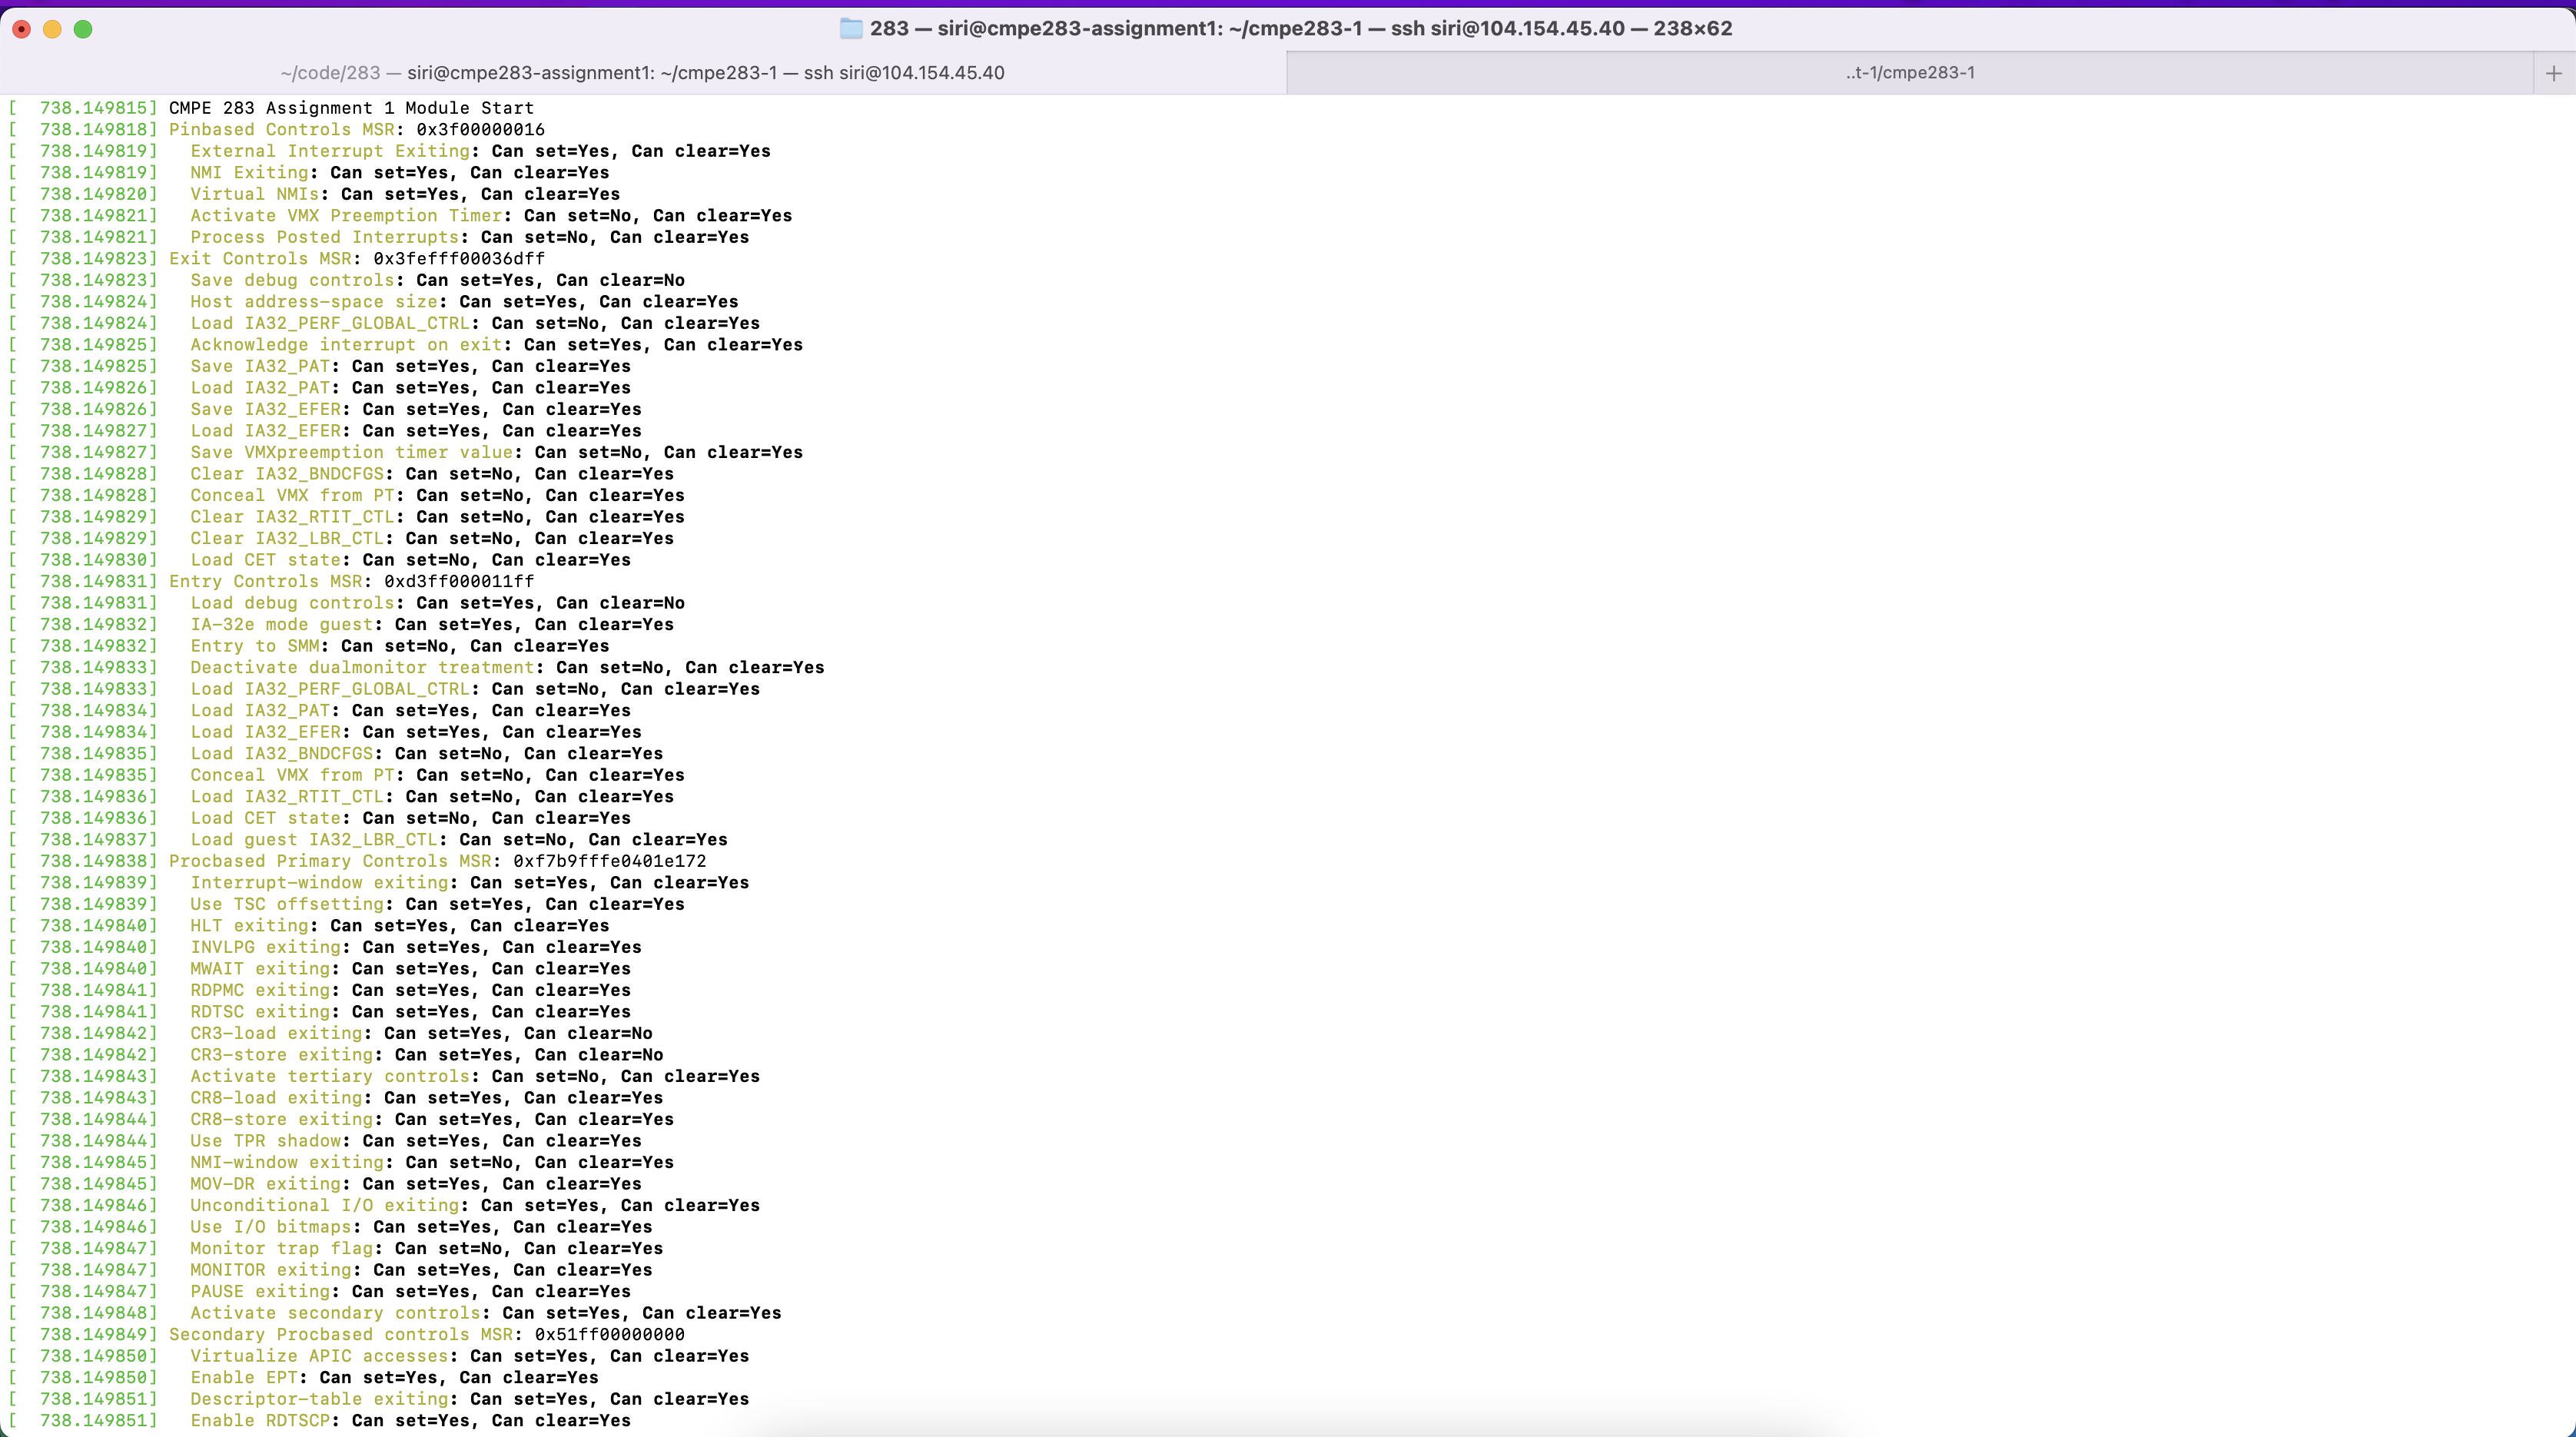 283 — siri@cmpe283-assignment1: ~/cmpe283-1 — ssh siri@104.154.45.40 — 238×62
~/code/283 — siri@cmpe283-assignment1: ~/cmpe283-1 — ssh siri@104.154.45.40
..t-1/cmpe283-1
+
[  738.149815] CMPE 283 Assignment 1 Module Start
[  738.149818] Pinbased Controls MSR: 0x3f00000016
[  738.149819]   External Interrupt Exiting: Can set=Yes, Can clear=Yes
[  738.149819]   NMI Exiting: Can set=Yes, Can clear=Yes
[  738.149820]   Virtual NMIs: Can set=Yes, Can clear=Yes
[  738.149821]   Activate VMX Preemption Timer: Can set=No, Can clear=Yes
[  738.149821]   Process Posted Interrupts: Can set=No, Can clear=Yes
[  738.149823] Exit Controls MSR: 0x3fefff00036dff
[  738.149823]   Save debug controls: Can set=Yes, Can clear=No
[  738.149824]   Host address-space size: Can set=Yes, Can clear=Yes
[  738.149824]   Load IA32_PERF_GLOBAL_CTRL: Can set=No, Can clear=Yes
[  738.149825]   Acknowledge interrupt on exit: Can set=Yes, Can clear=Yes
[  738.149825]   Save IA32_PAT: Can set=Yes, Can clear=Yes
[  738.149826]   Load IA32_PAT: Can set=Yes, Can clear=Yes
[  738.149826]   Save IA32_EFER: Can set=Yes, Can clear=Yes
[  738.149827]   Load IA32_EFER: Can set=Yes, Can clear=Yes
[  738.149827]   Save VMXpreemption timer value: Can set=No, Can clear=Yes
[  738.149828]   Clear IA32_BNDCFGS: Can set=No, Can clear=Yes
[  738.149828]   Conceal VMX from PT: Can set=No, Can clear=Yes
[  738.149829]   Clear IA32_RTIT_CTL: Can set=No, Can clear=Yes
[  738.149829]   Clear IA32_LBR_CTL: Can set=No, Can clear=Yes
[  738.149830]   Load CET state: Can set=No, Can clear=Yes
[  738.149831] Entry Controls MSR: 0xd3ff000011ff
[  738.149831]   Load debug controls: Can set=Yes, Can clear=No
[  738.149832]   IA-32e mode guest: Can set=Yes, Can clear=Yes
[  738.149832]   Entry to SMM: Can set=No, Can clear=Yes
[  738.149833]   Deactivate dualmonitor treatment: Can set=No, Can clear=Yes
[  738.149833]   Load IA32_PERF_GLOBAL_CTRL: Can set=No, Can clear=Yes
[  738.149834]   Load IA32_PAT: Can set=Yes, Can clear=Yes
[  738.149834]   Load IA32_EFER: Can set=Yes, Can clear=Yes
[  738.149835]   Load IA32_BNDCFGS: Can set=No, Can clear=Yes
[  738.149835]   Conceal VMX from PT: Can set=No, Can clear=Yes
[  738.149836]   Load IA32_RTIT_CTL: Can set=No, Can clear=Yes
[  738.149836]   Load CET state: Can set=No, Can clear=Yes
[  738.149837]   Load guest IA32_LBR_CTL: Can set=No, Can clear=Yes
[  738.149838] Procbased Primary Controls MSR: 0xf7b9fffe0401e172
[  738.149839]   Interrupt-window exiting: Can set=Yes, Can clear=Yes
[  738.149839]   Use TSC offsetting: Can set=Yes, Can clear=Yes
[  738.149840]   HLT exiting: Can set=Yes, Can clear=Yes
[  738.149840]   INVLPG exiting: Can set=Yes, Can clear=Yes
[  738.149840]   MWAIT exiting: Can set=Yes, Can clear=Yes
[  738.149841]   RDPMC exiting: Can set=Yes, Can clear=Yes
[  738.149841]   RDTSC exiting: Can set=Yes, Can clear=Yes
[  738.149842]   CR3-load exiting: Can set=Yes, Can clear=No
[  738.149842]   CR3-store exiting: Can set=Yes, Can clear=No
[  738.149843]   Activate tertiary controls: Can set=No, Can clear=Yes
[  738.149843]   CR8-load exiting: Can set=Yes, Can clear=Yes
[  738.149844]   CR8-store exiting: Can set=Yes, Can clear=Yes
[  738.149844]   Use TPR shadow: Can set=Yes, Can clear=Yes
[  738.149845]   NMI-window exiting: Can set=No, Can clear=Yes
[  738.149845]   MOV-DR exiting: Can set=Yes, Can clear=Yes
[  738.149846]   Unconditional I/O exiting: Can set=Yes, Can clear=Yes
[  738.149846]   Use I/O bitmaps: Can set=Yes, Can clear=Yes
[  738.149847]   Monitor trap flag: Can set=No, Can clear=Yes
[  738.149847]   MONITOR exiting: Can set=Yes, Can clear=Yes
[  738.149847]   PAUSE exiting: Can set=Yes, Can clear=Yes
[  738.149848]   Activate secondary controls: Can set=Yes, Can clear=Yes
[  738.149849] Secondary Procbased controls MSR: 0x51ff00000000
[  738.149850]   Virtualize APIC accesses: Can set=Yes, Can clear=Yes
[  738.149850]   Enable EPT: Can set=Yes, Can clear=Yes
[  738.149851]   Descriptor-table exiting: Can set=Yes, Can clear=Yes
[  738.149851]   Enable RDTSCP: Can set=Yes, Can clear=Yes